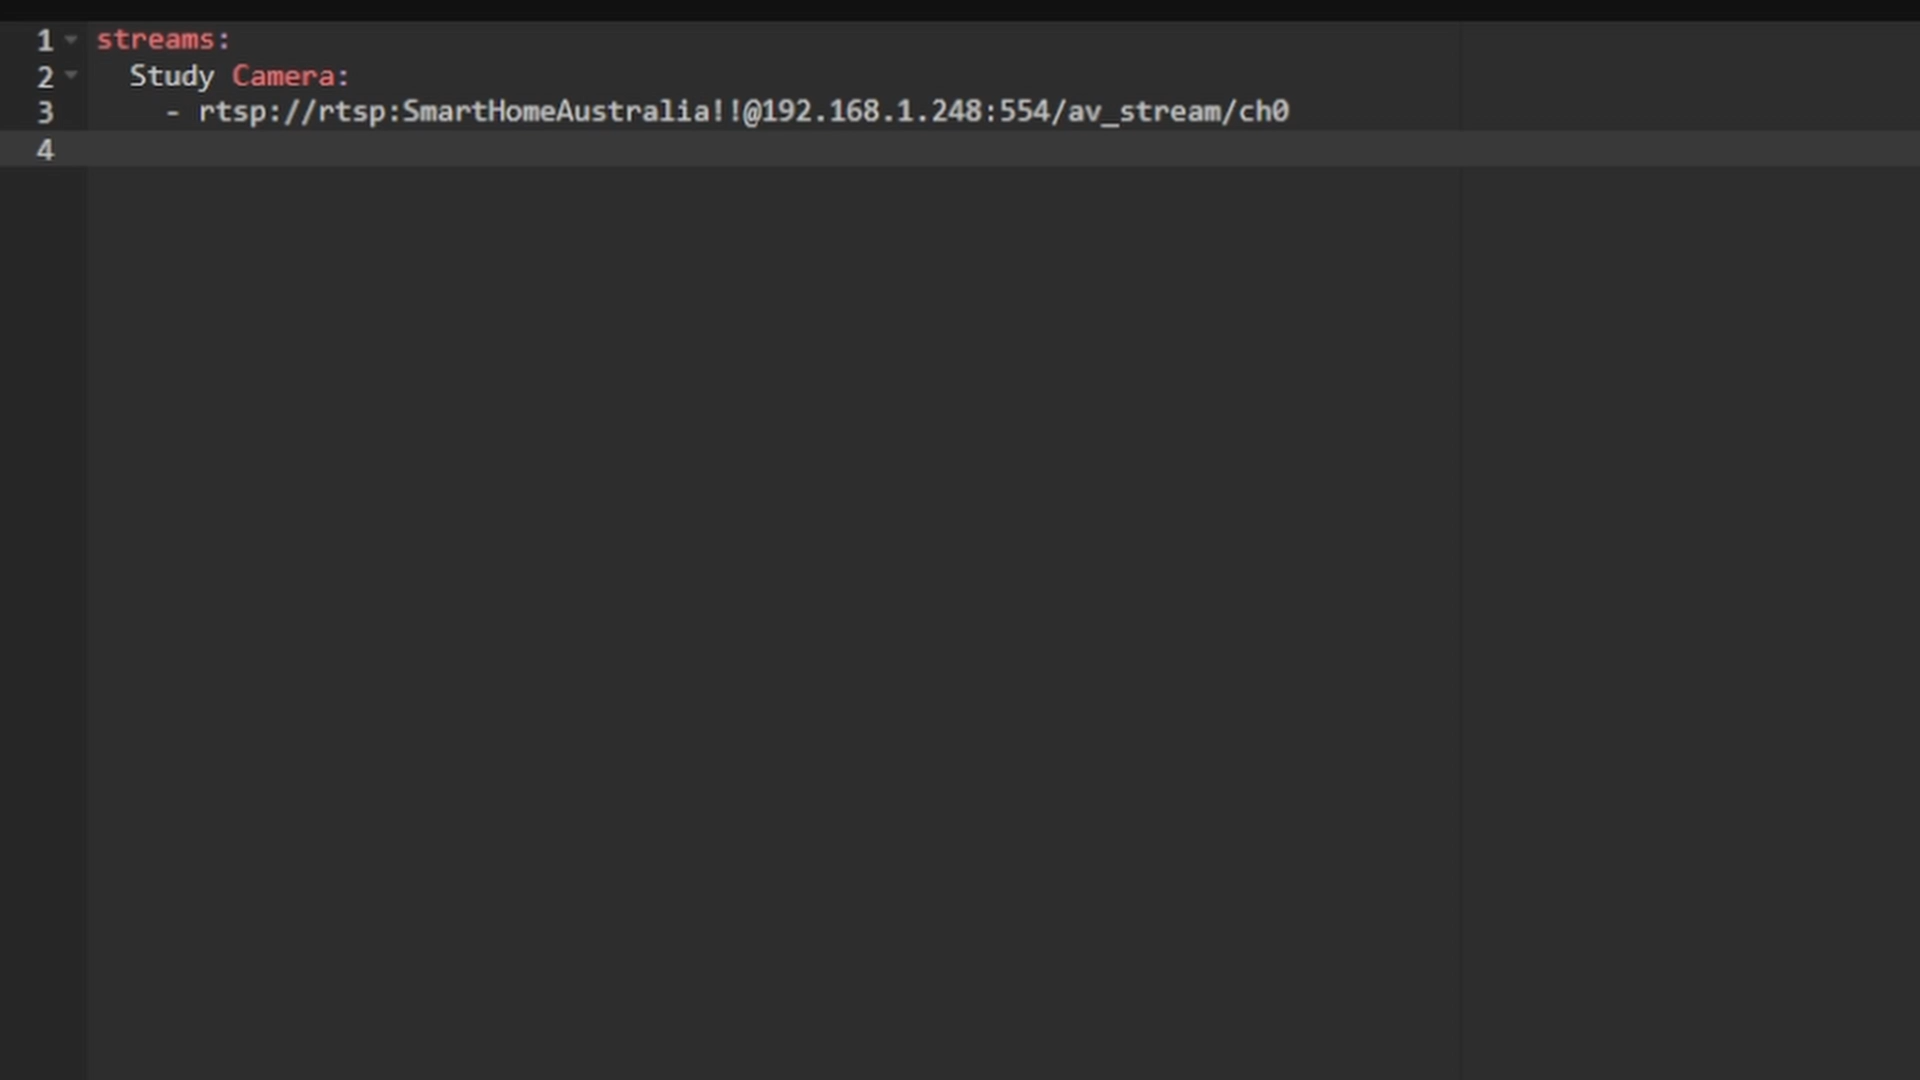 1 streams:
2 Study Camera:
3 - rtsp://rtsp:SmartHomeAustralia!!@192.168.1.248:554/av_stream/ch0
4